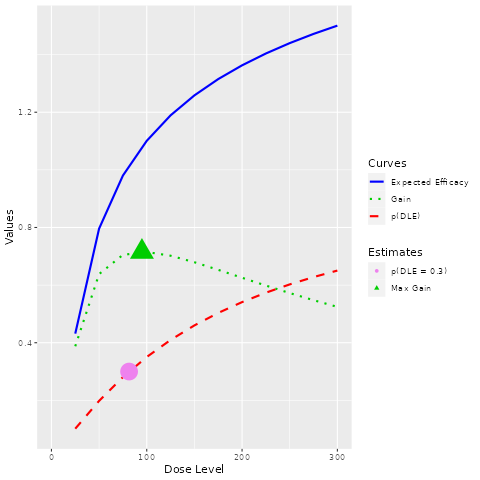 1.2
0.8
0.4
Values
0
100
200
300
Dose Level
Curves
Expected Efficacy
Gain
p(DLE)
Estimates
p(DLE = 0.3)
Max Gain